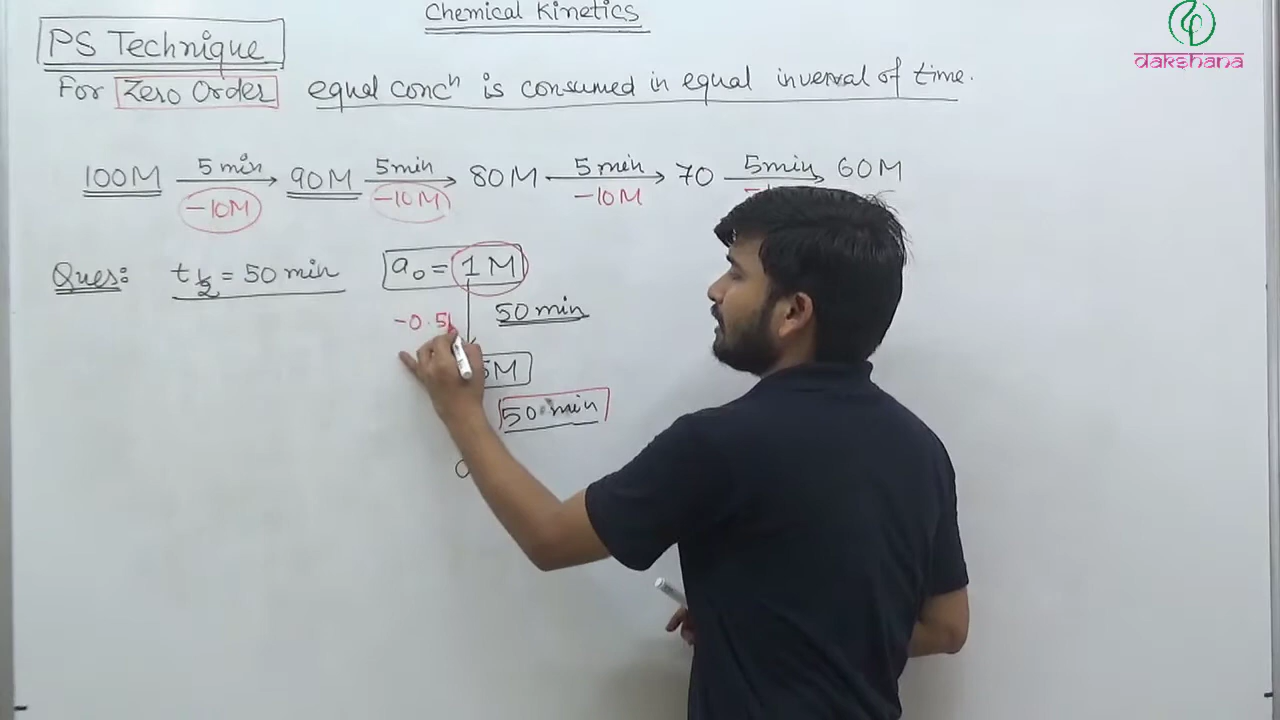 Chemical Kinetics
dakshana
PS Technique
For Zero Order equal concⁿ is consumed in equal inverval of time.
100M 5 min 90M 5min 80M 5 min 70 5min 60M
-10M -10M -10M
Ques: t½ = 50 min a₀ = 1M
-0.5 50 min
5M
50 min